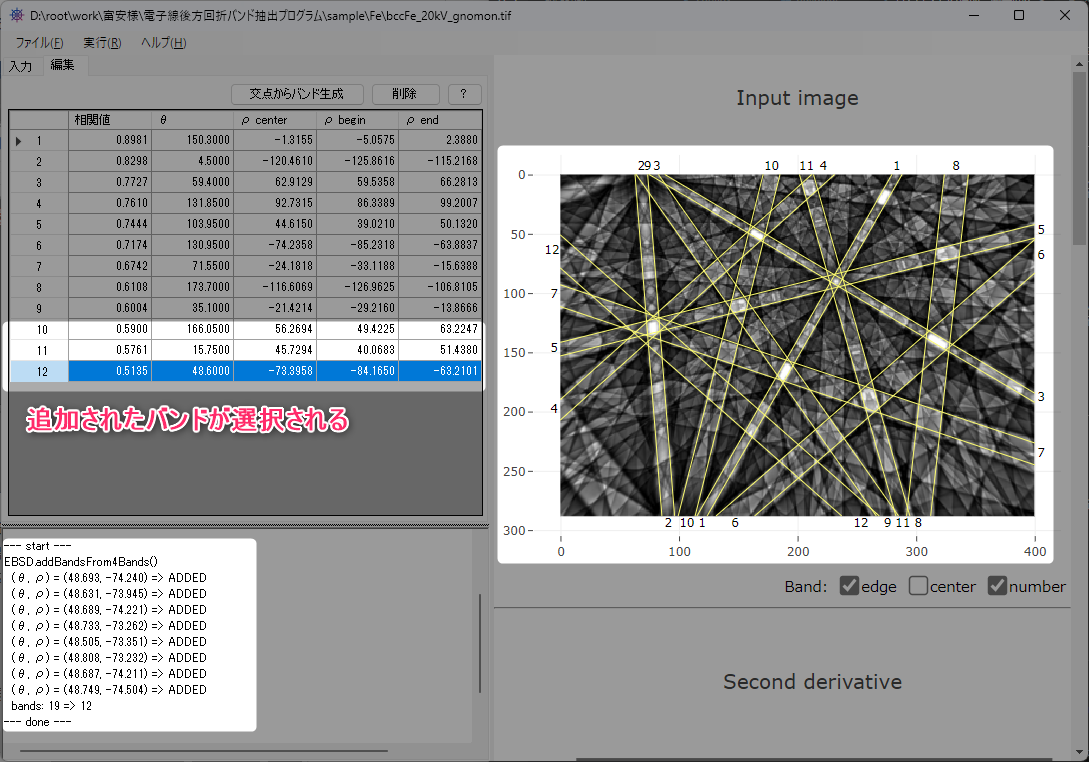 D:\root\work\富安様\電子線後方回折バンド抽出プログラム\sample\Fe\bccFe_20kV_gnomon.tif
ファイル(F) 実行(R) ヘルプ(H)
入力 編集
交点からバンド生成 削除 ?
相関値 θ ρ center ρ begin ρ end
1 0.8981 150.3000 -1.3155 -5.0575 2.3880
2 0.8298 4.5000 -120.4610 -125.8616 -115.2168
3 0.7727 59.4000 62.9129 59.5358 66.2813
4 0.7610 131.8500 92.7315 86.3389 99.2007
5 0.7444 103.9500 44.6150 39.0210 50.1320
6 0.7174 130.9500 -74.2358 -85.2318 -63.8837
7 0.6742 71.5500 -24.1818 -33.1188 -15.6388
8 0.6108 173.7000 -116.6069 -126.9625 -106.8105
9 0.6004 35.1000 -21.4214 -29.2160 -13.8666
10 0.5900 166.0500 56.2694 49.4225 63.2247
11 0.5761 15.7500 45.7294 40.0683 51.4380
12 0.5135 48.6000 -73.3958 -84.1650 -63.2101
追加されたバンドが選択される
--- start ---
EBSD.addBandsFrom4Bands()
(θ, ρ) = (48.693, -74.240) => ADDED
(θ, ρ) = (48.631, -73.945) => ADDED
(θ, ρ) = (48.689, -74.221) => ADDED
(θ, ρ) = (48.733, -73.262) => ADDED
(θ, ρ) = (48.505, -73.351) => ADDED
(θ, ρ) = (48.808, -73.232) => ADDED
(θ, ρ) = (48.687, -74.211) => ADDED
(θ, ρ) = (48.749, -74.504) => ADDED
bands: 19 => 12
--- done ---
Input image
29 3 10 11 4 1 8
0
50
100
150
200
250
300
12
7
5
4
5
6
3
7
2 10 1 6 12 9 11 8
0 100 200 300 400
Band: edge center number
Second derivative